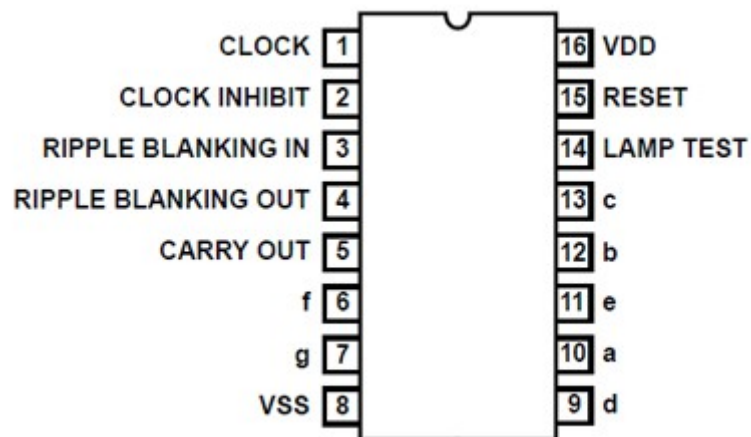 CLOCK 1 16 VDD
CLOCK INHIBIT 2 15 RESET
RIPPLE BLANKING IN 3 14 LAMP TEST
RIPPLE BLANKING OUT 4 13 c
CARRY OUT 5 12 b
f 6 11 e
g 7 10 a
VSS 8 9 d